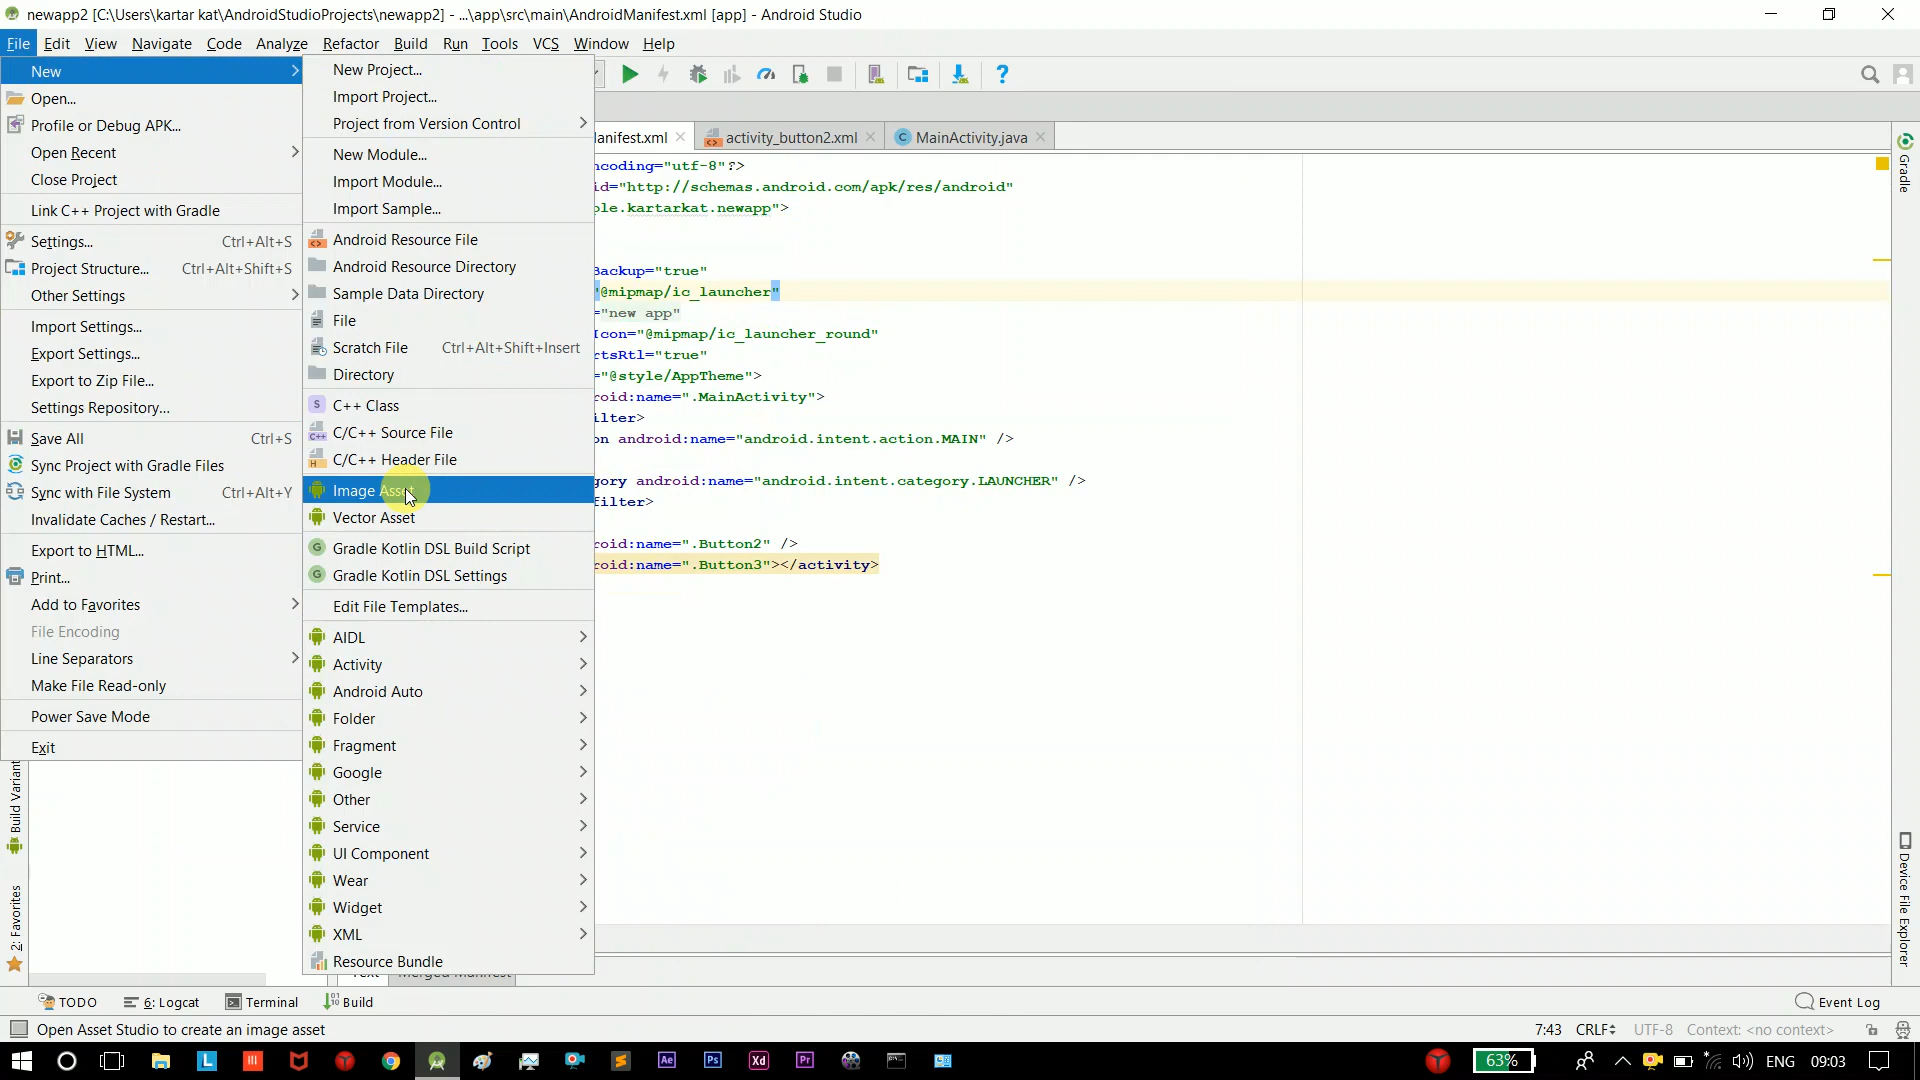 newapp2 [C:\Users\kartar kat\AndroidStudioProjects\newapp2] - ...\app\src\main\AndroidManifest.xml [app] - Android Studio
File Edit View Navigate Code Analyze Refactor Build Run Tools VCS Window Help
New
Open...
Profile or Debug APK...
Open Recent
Close Project
Link C++ Project with Gradle
Settings... Ctrl+Alt+S
Project Structure... Ctrl+Alt+Shift+S
Other Settings
Import Settings...
Export Settings...
Export to Zip File...
Settings Repository...
Save All Ctrl+S
Sync Project with Gradle Files
Sync with File System Ctrl+Alt+Y
Invalidate Caches / Restart...
Export to HTML...
Print...
Add to Favorites
File Encoding
Line Separators
Make File Read-only
Power Save Mode
Exit
New Project...
Import Project...
Project from Version Control
New Module...
Import Module...
Import Sample...
Android Resource File
Android Resource Directory
Sample Data Directory
File
Scratch File Ctrl+Alt+Shift+Insert
Directory
C++ Class
C/C++ Source File
C/C++ Header File
Image Asset
Vector Asset
Gradle Kotlin DSL Build Script
Gradle Kotlin DSL Settings
Edit File Templates...
AIDL
Activity
Android Auto
Folder
Fragment
Google
Other
Service
UI Component
Wear
Widget
XML
Resource Bundle
anifest.xml activity_button2.xml MainActivity.java
ncoding="utf-8"?>
id="http://schemas.android.com/apk/res/android"
ple.kartarkat.newapp">
Backup="true"
"@mipmap/ic_launcher"
="new app"
Icon="@mipmap/ic_launcher_round"
rtsRtl="true"
="@style/AppTheme">
roid:name=".MainActivity">
ilter>
on android:name="android.intent.action.MAIN" />
gory android:name="android.intent.category.LAUNCHER" />
filter>
roid:name=".Button2" />
roid:name=".Button3"></activity>
Gradle
Device File Explorer
Build Variant
2: Favorites
TODO 6: Logcat Terminal Build Event Log
Open Asset Studio to create an image asset 7:43 CRLF UTF-8 Context: <no context>
L Ae Ps Xd Pr 63% ENG 09:03